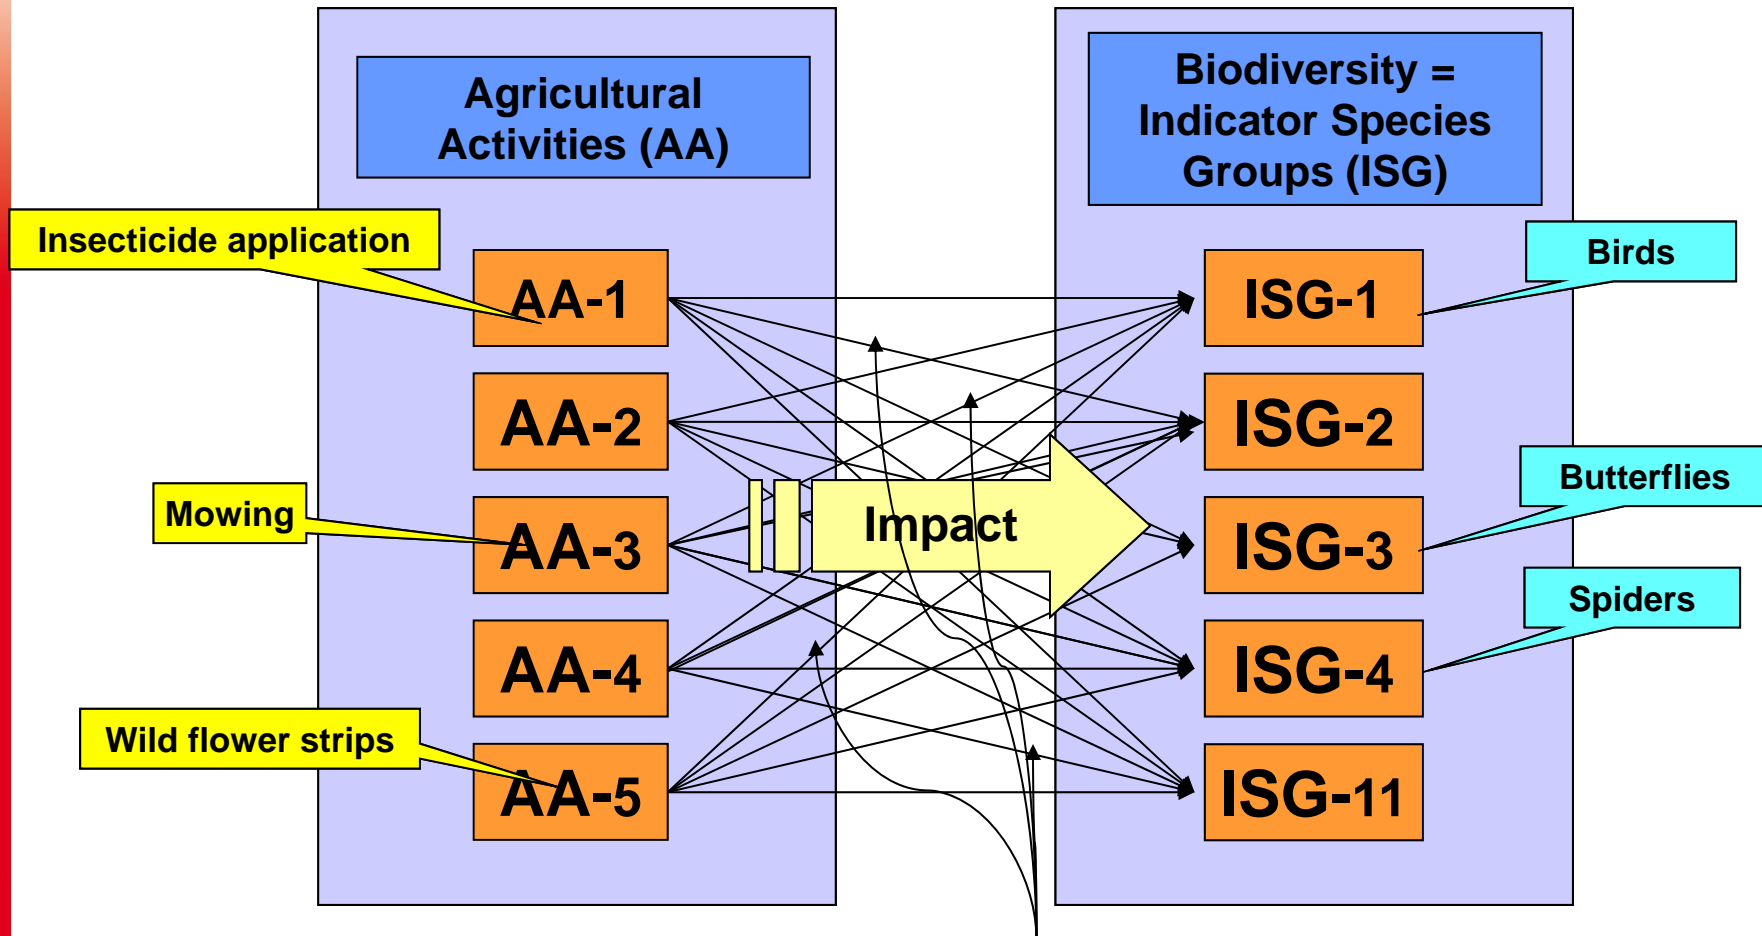 Agricultural
Activities (AA)
Biodiversity =
Indicator Species
Groups (ISG)
Insecticide application
Birds
AA-1
ISG-1
AA-2
ISG-2
Butterflies
Mowing
AA-3
Impact
ISG-3
Spiders
AA-4
ISG-4
Wild flower strips
AA-5
ISG-11